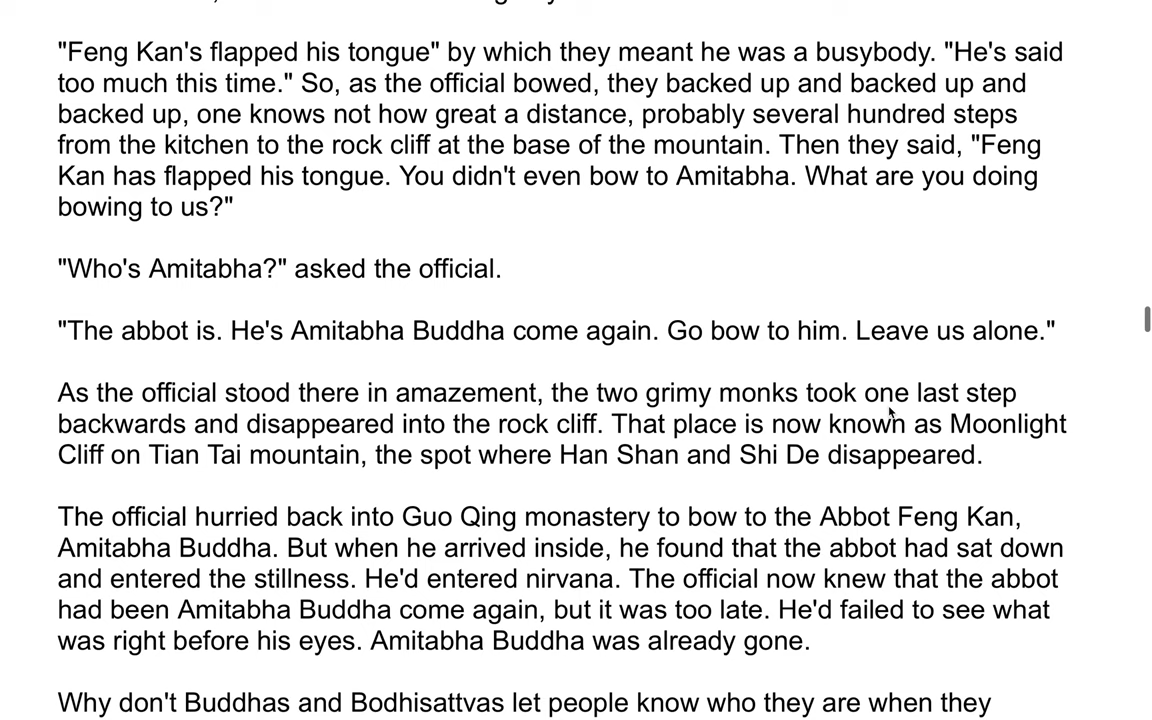 "Feng Kan's flapped his tongue" by which they meant he was a busybody. "He's said
too much this time." So, as the official bowed, they backed up and backed up and
backed up, one knows not how great a distance, probably several hundred steps
from the kitchen to the rock cliff at the base of the mountain. Then they said, "Feng
Kan has flapped his tongue. You didn't even bow to Amitabha. What are you doing
bowing to us?"
"Who's Amitabha?" asked the official.
"The abbot is. He's Amitabha Buddha come again. Go bow to him. Leave us alone."
As the official stood there in amazement, the two grimy monks took one last step
backwards and disappeared into the rock cliff. That place is now known as Moonlight
Cliff on Tian Tai mountain, the spot where Han Shan and Shi De disappeared.
The official hurried back into Guo Qing monastery to bow to the Abbot Feng Kan,
Amitabha Buddha. But when he arrived inside, he found that the abbot had sat down
and entered the stillness. He'd entered nirvana. The official now knew that the abbot
had been Amitabha Buddha come again, but it was too late. He'd failed to see what
was right before his eyes. Amitabha Buddha was already gone.
Why don't Buddhas and Bodhisattvas let people know who they are when they